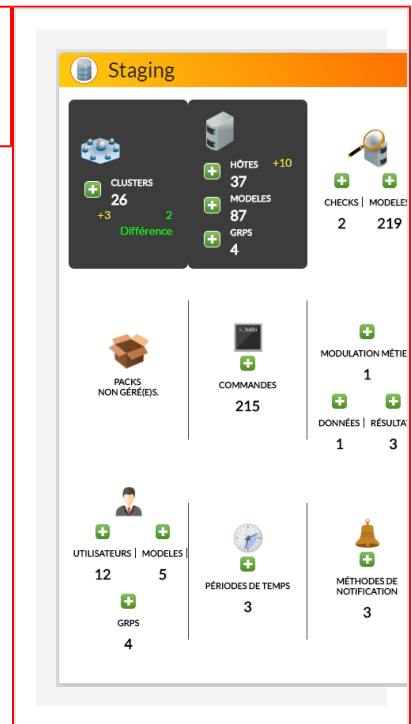 Staging
CLUSTERS
26
+3 2
Différence
HÔTES +10
37
MODELES
87
GRPS
4
CHECKS | MODELES
2 219
PACKS
NON GÉRÉ(E)S.
>_hello
COMMANDES
215
MODULATION MÉTIE
1
DONNÉES | RÉSULTA
1 3
UTILISATEURS | MODELES |
12 5
GRPS
4
PÉRIODES DE TEMPS
3
MÉTHODES DE
NOTIFICATION
3